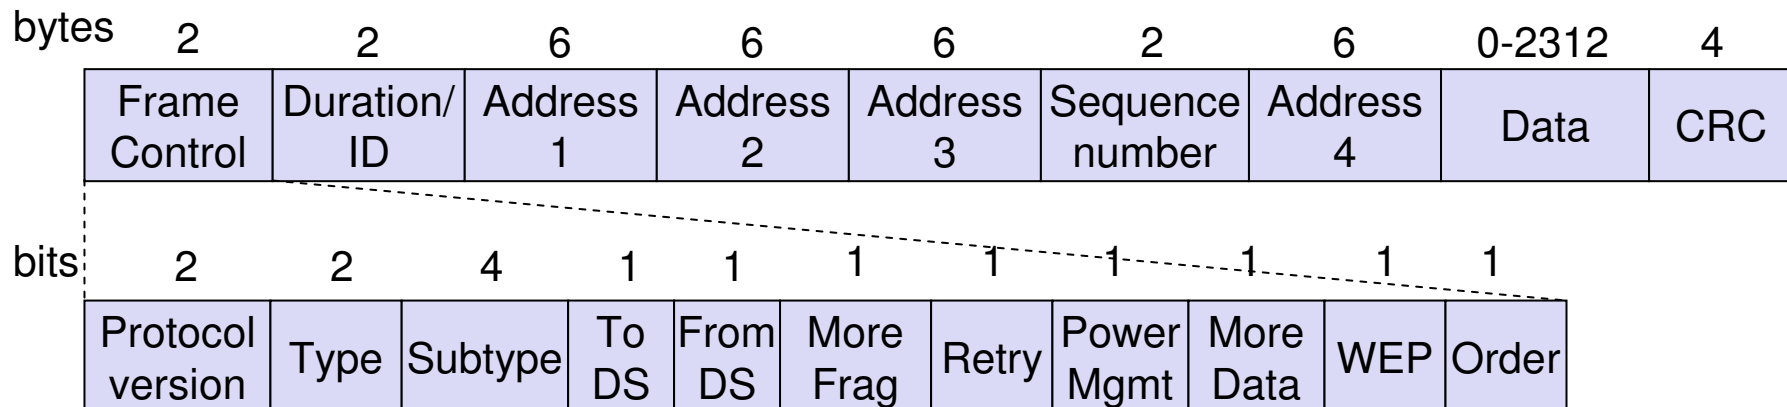 bytes 2 2 6 6 6 2 6 0-2312 4
Frame Control Duration/ ID Address 1 Address 2 Address 3 Sequence number Address 4 Data CRC
bits 2 2 4 1 1 1 1 1 1 1 1
Protocol version Type Subtype To DS From DS More Frag Retry Power Mgmt More Data WEP Order